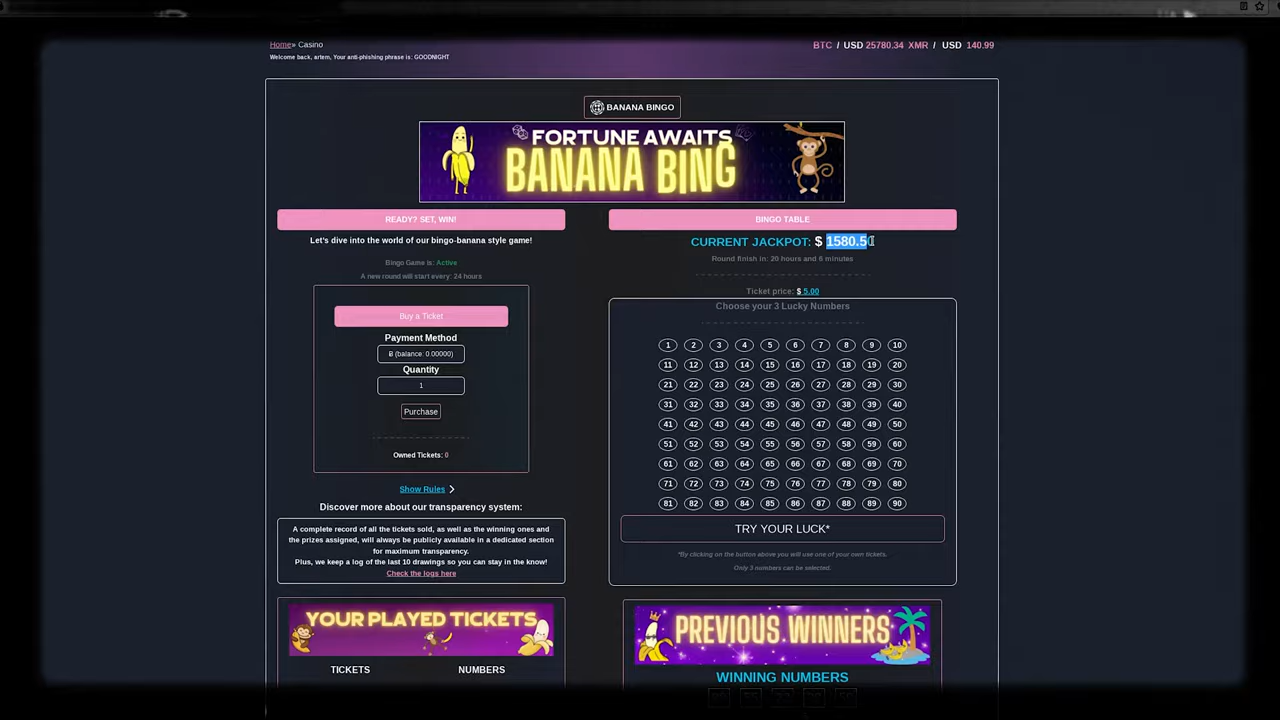 Home» Casino
BTC / USD 25780.34 XMR / USD 140.99
Welcome back, artem, Your anti-phishing phrase is: GOODNIGHT
BANANA BINGO
FORTUNE AWAITS
BANANA BING
READY? SET, WIN!
Let's dive into the world of our bingo-banana style game!
Bingo Game is: Active
A new round will start every: 24 hours
Buy a Ticket
Payment Method
Ƀ (balance: 0.00000)
Quantity
1
Purchase
Owned Tickets: 0
Show Rules
Discover more about our transparency system:
A complete record of all the tickets sold, as well as the winning ones and
the prizes assigned, will always be publicly available in a dedicated section
for maximum transparency.
Plus, we keep a log of the last 10 drawings so you can stay in the know!
Check the logs here
YOUR PLAYED TICKETS
TICKETS NUMBERS
BINGO TABLE
CURRENT JACKPOT: $ 1580.5
Round finish in: 20 hours and 6 minutes
Ticket price: $ 5.00
Choose your 3 Lucky Numbers
1 2 3 4 5 6 7 8 9 10
11 12 13 14 15 16 17 18 19 20
21 22 23 24 25 26 27 28 29 30
31 32 33 34 35 36 37 38 39 40
41 42 43 44 45 46 47 48 49 50
51 52 53 54 55 56 57 58 59 60
61 62 63 64 65 66 67 68 69 70
71 72 73 74 75 76 77 78 79 80
81 82 83 84 85 86 87 88 89 90
TRY YOUR LUCK*
*By clicking on the button above you will use one of your own tickets.
Only 3 numbers can be selected.
PREVIOUS WINNERS
WINNING NUMBERS